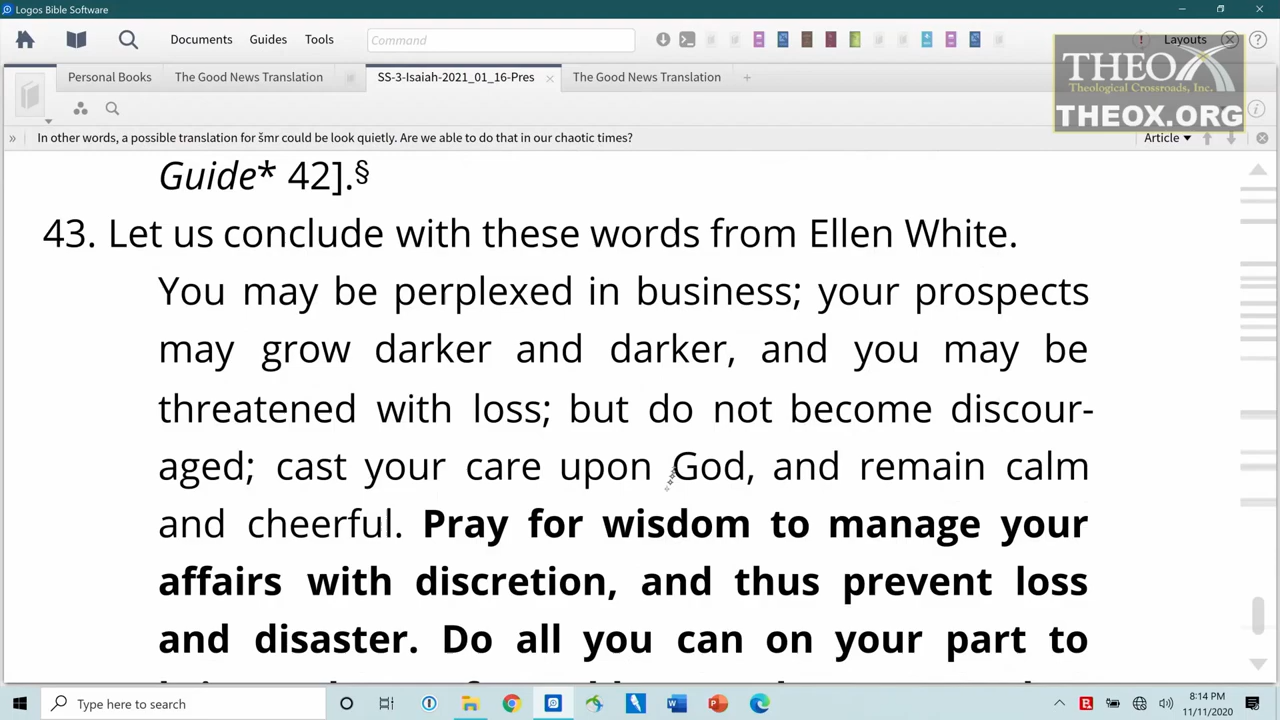 Logos Bible Software
Documents Guides Tools Command Layouts
Personal Books The Good News Translation SS-3-Isaiah-2021_01_16-Pres The Good News Translation
THEOX
Theological Crossroads, Inc.
THEOX.ORG
In other words, a possible translation for šmr could be look quietly. Are we able to do that in our chaotic times? Article
Guide* 42].§
43. Let us conclude with these words from Ellen White.
You may be perplexed in business; your prospects
may grow darker and darker, and you may be
threatened with loss; but do not become discour-
aged; cast your care upon God, and remain calm
and cheerful. Pray for wisdom to manage your
affairs with discretion, and thus prevent loss
and disaster. Do all you can on your part to
Type here to search
8:14 PM
11/11/2020